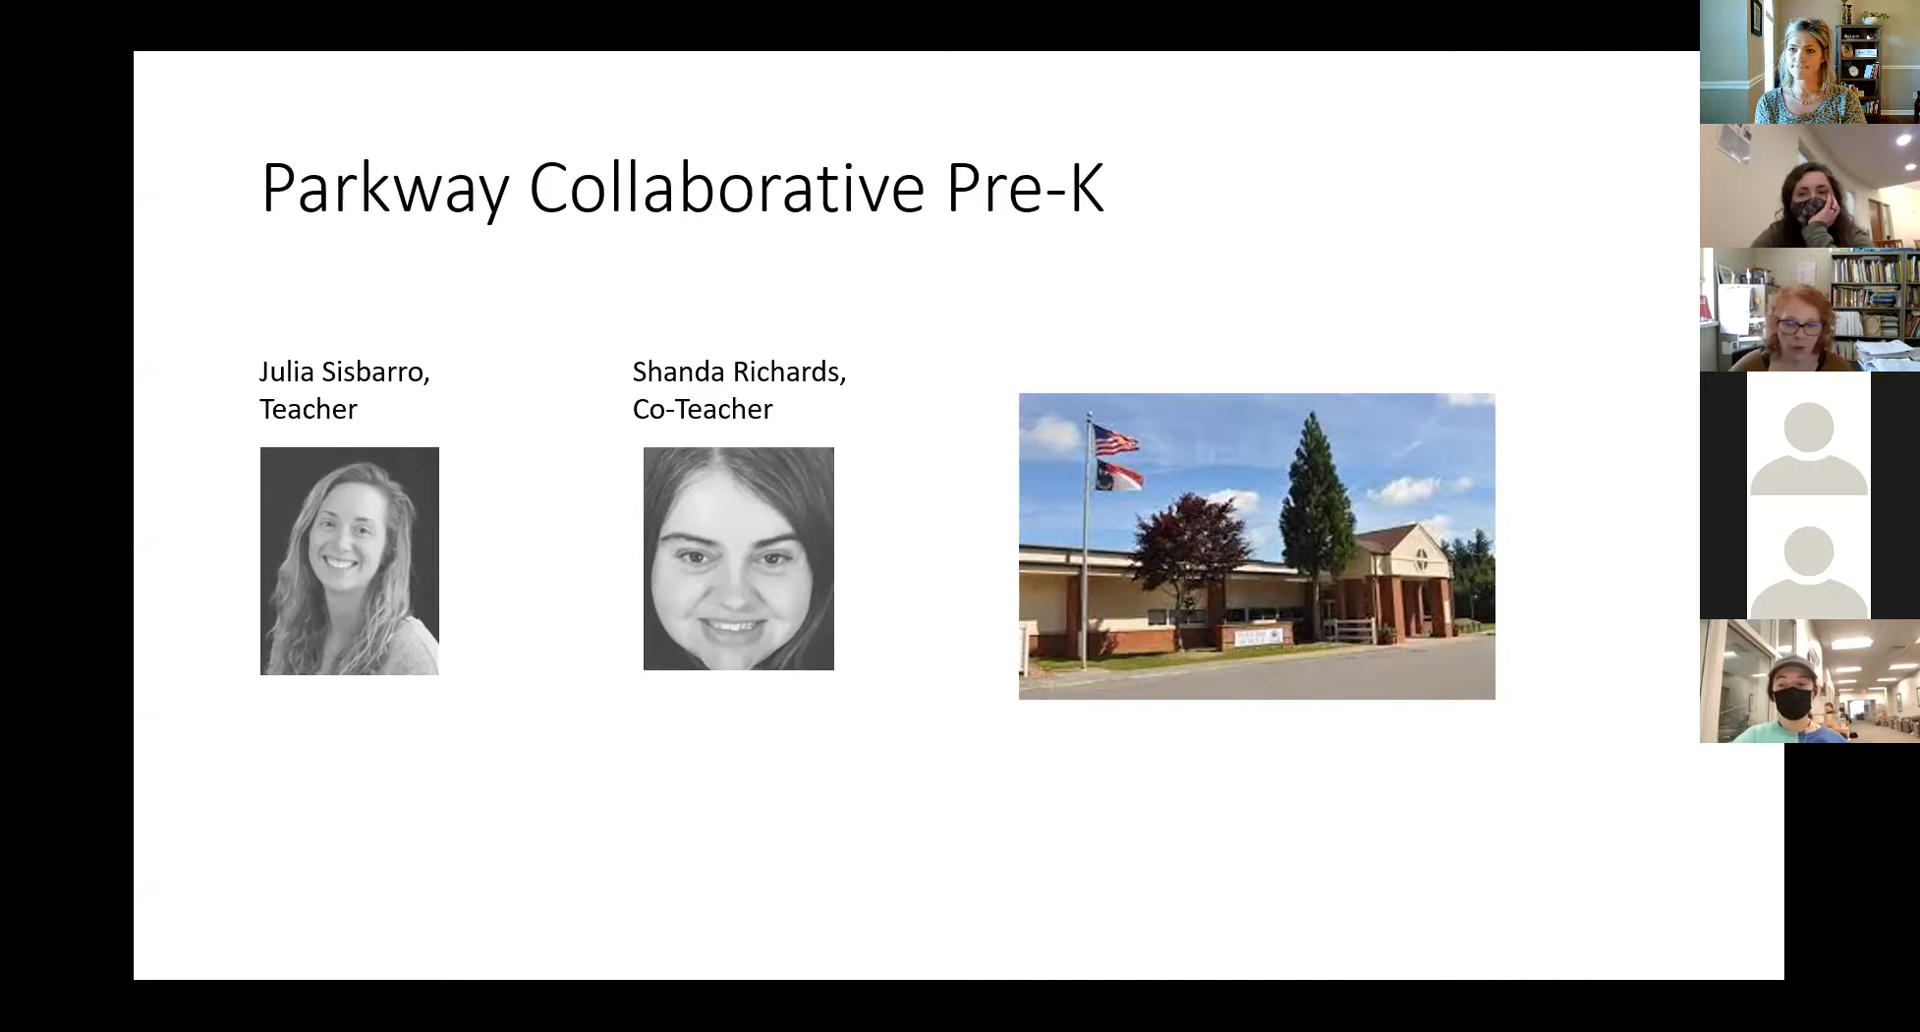 Parkway Collaborative Pre-K
Julia Sisbarro,
Teacher
Shanda Richards,
Co-Teacher